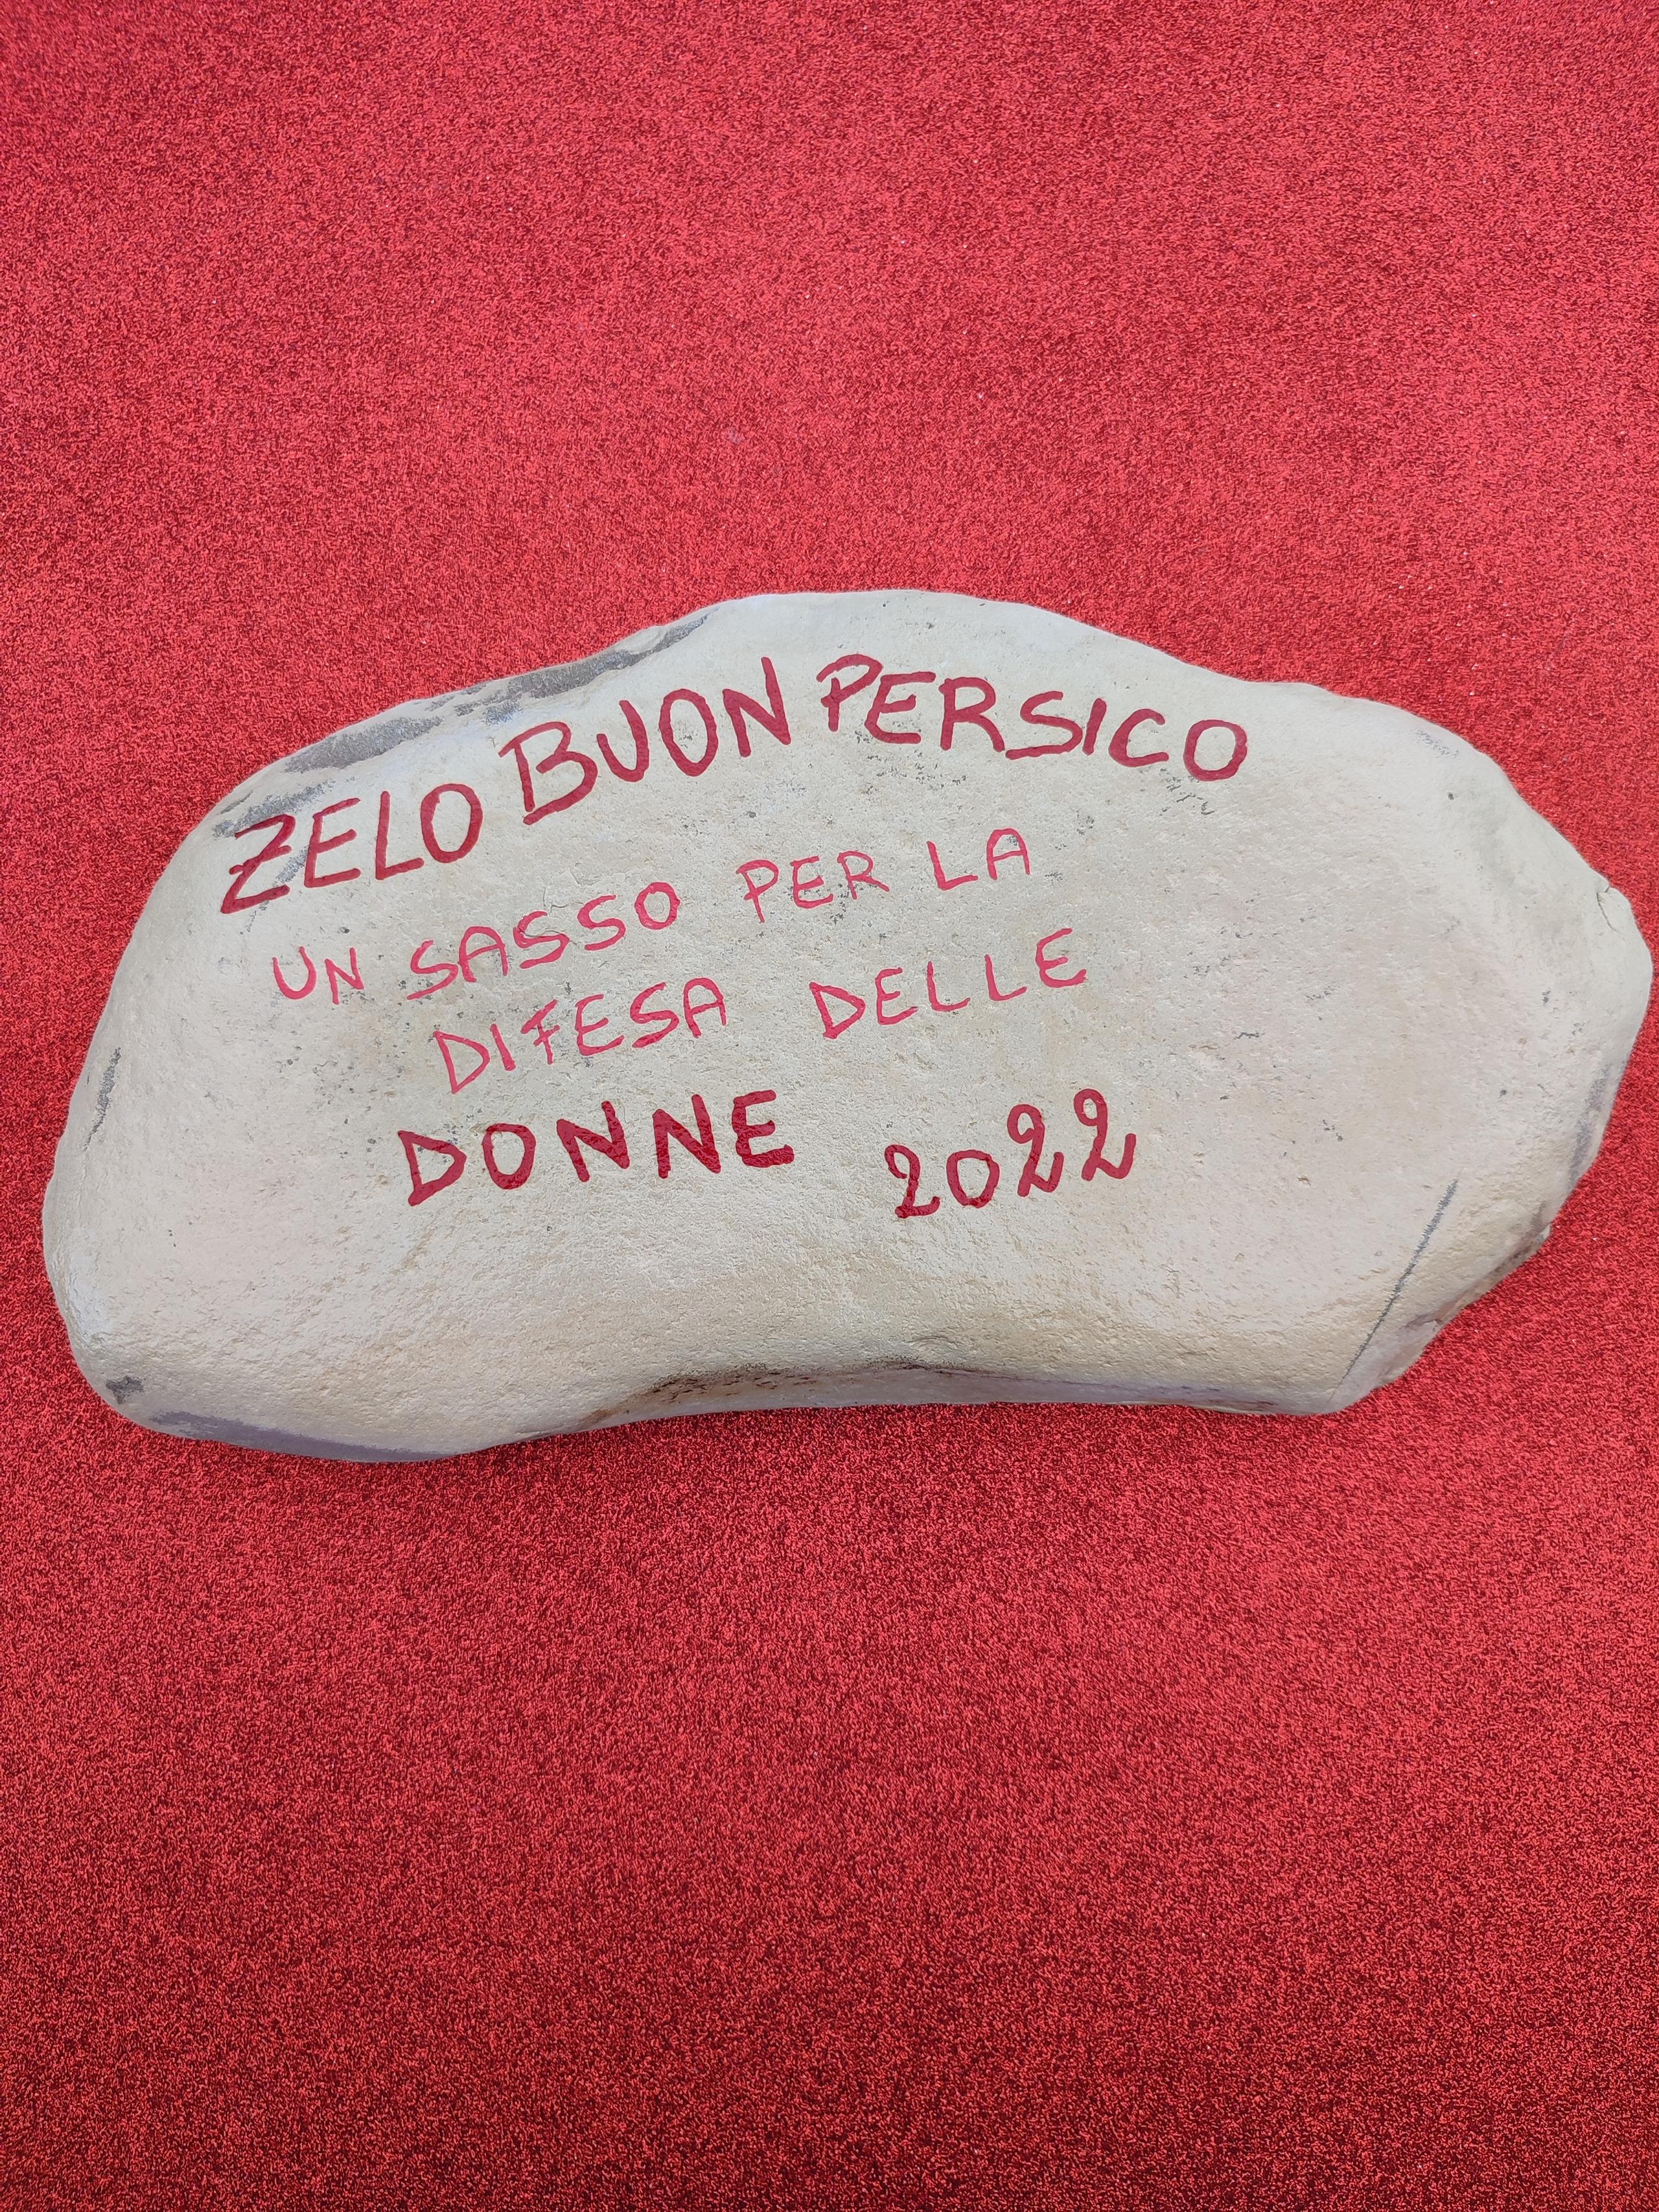 ZELO BUON PERSICO
UN SASSO PER LA
DIFESA DELLE
DONNE 2022